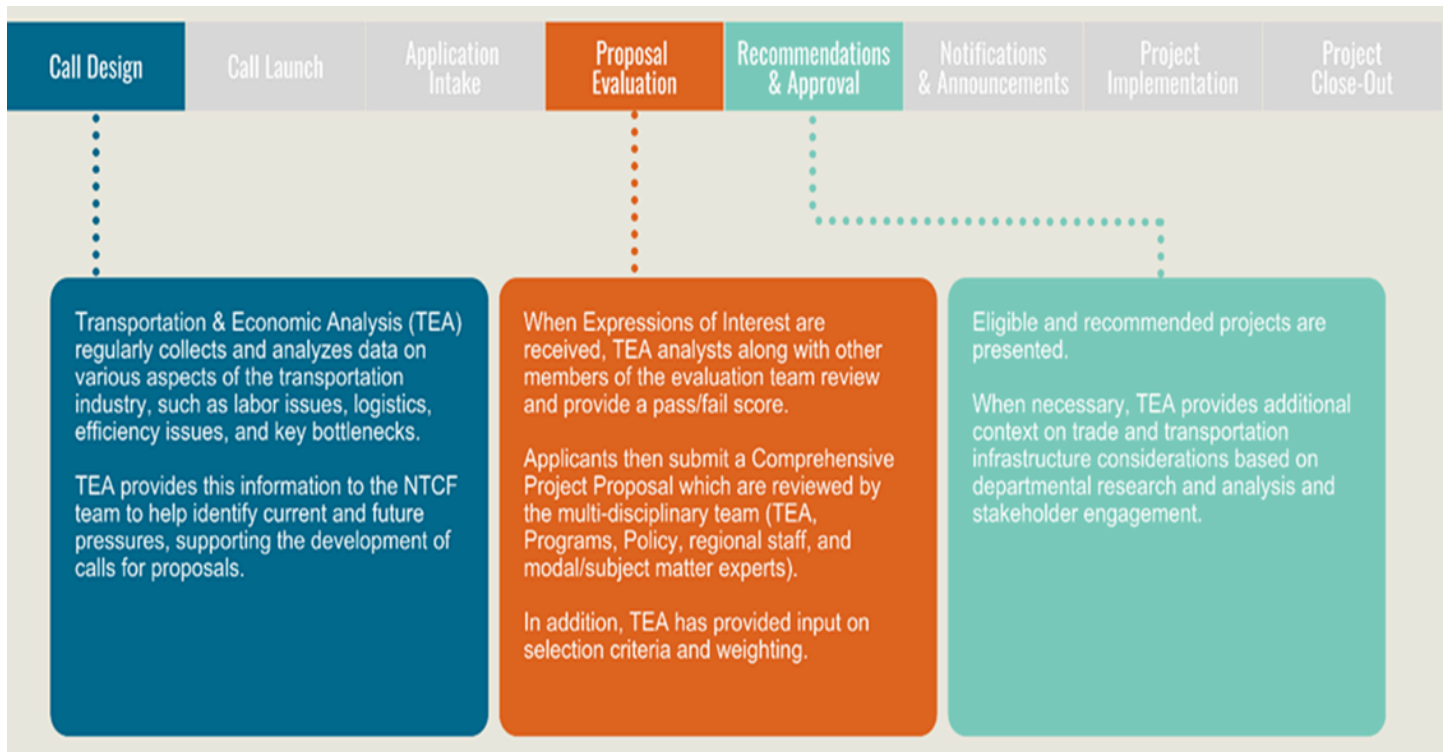 Call Design
Call Launch
Application
Intake
Proposal
Evaluation
Recommendations
& Approval
Notifications
& Announcements
Project
Implementation
Project
Close-Out
Transportation & Economic Analysis (TEA)
regularly collects and analyzes data on
various aspects of the transportation
industry, such as labor issues, logistics,
efficiency issues, and key bottlenecks.
TEA provides this information to the NTCF
team to help identify current and future
pressures, supporting the development of
calls for proposals.
When Expressions of Interest are
received, TEA analysts along with other
members of the evaluation team review
and provide a pass/fail score.
Applicants then submit a Comprehensive
Project Proposal which are reviewed by
the multi-disciplinary team (TEA,
Programs, Policy, regional staff, and
modal/subject matter experts).
In addition, TEA has provided input on
selection criteria and weighting.
Eligible and recommended projects are
presented.
When necessary, TEA provides additional
context on trade and transportation
infrastructure considerations based on
departmental research and analysis and
stakeholder engagement.